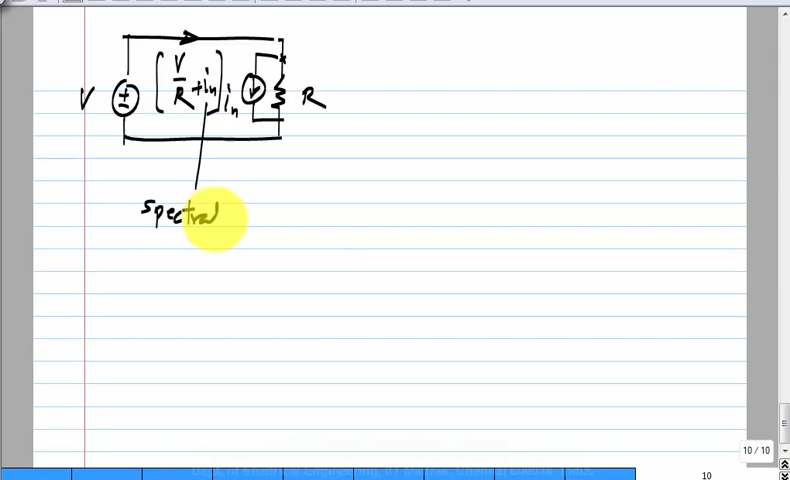 V
[V/R + in]
in
R
spectral
10 / 10
10